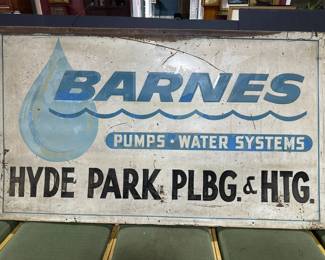 BARNES
PUMPS • WATER SYSTEMS
HYDE PARK PLBG. & HTG.